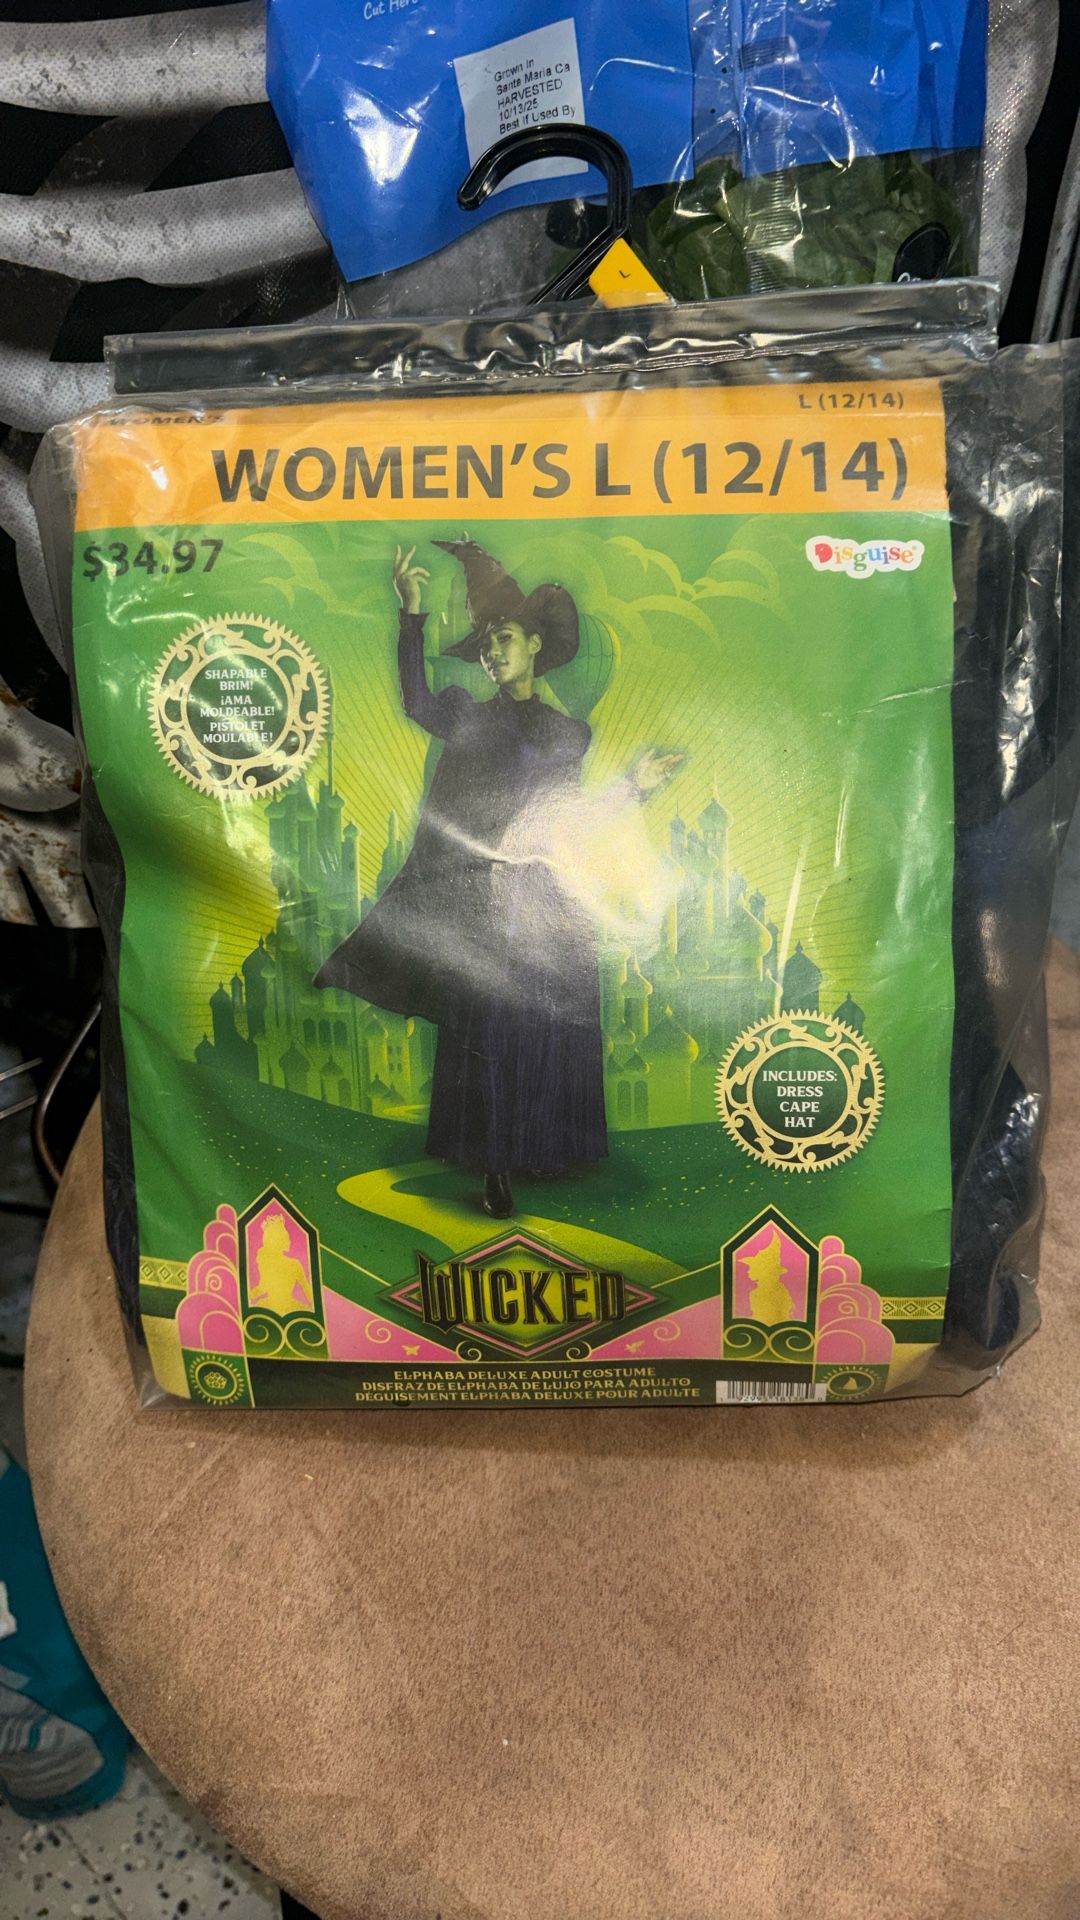 Cut Here
Grown In
Santa Maria Ca
HARVESTED
10/13/25
Best If Used By
L
WOMEN'S
L (12/14)
WOMEN'S L (12/14)
$34.97
Disguise
SHAPABLE
BRIM!
¡AMA
MOLDEABLE!
PISTOLET
MOULABLE!
INCLUDES:
DRESS
CAPE
HAT
WICKED
ELPHABA DELUXE ADULT COSTUME
DISFRAZ DE ELPHABA DE LUJO PARA ADULTO
DÉGUISEMENT ELPHABA DELUXE POUR ADULTE